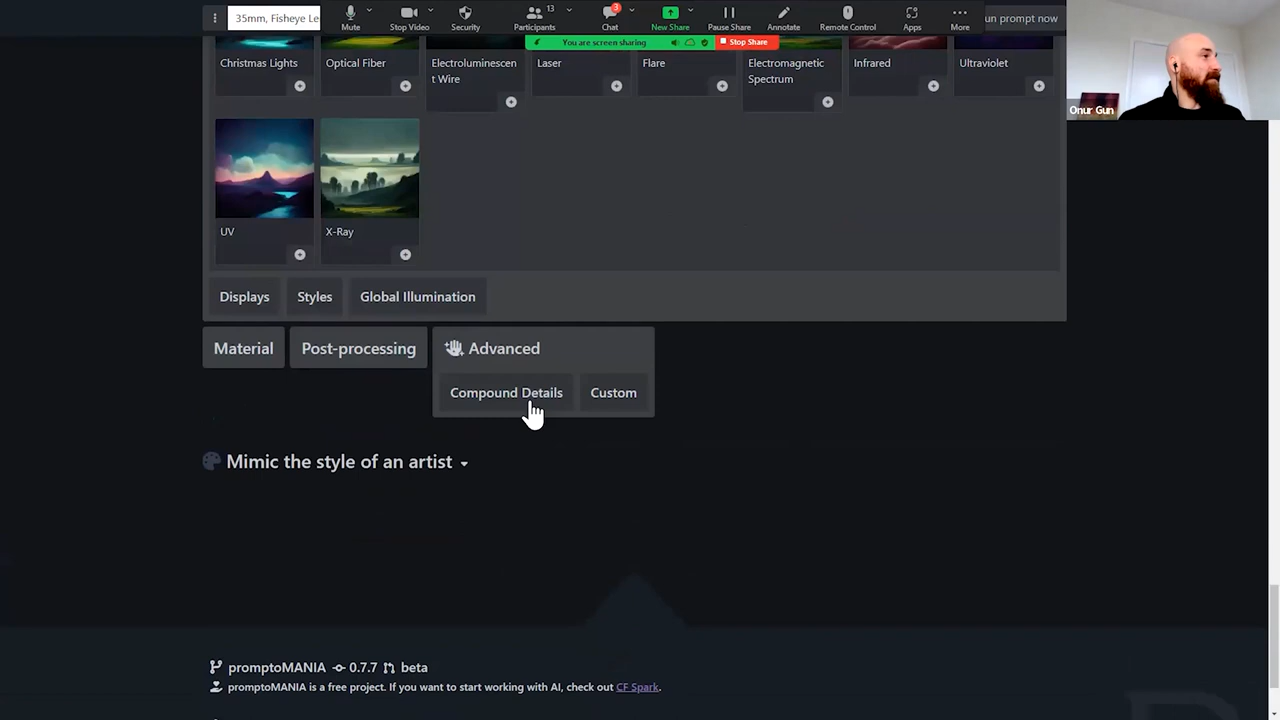 35mm, Fisheye Le
Mute
Stop Video
Security
13
Participants
3
Chat
New Share
Pause Share
Annotate
Remote Control
Apps
More
un prompt now
You are screen sharing
Stop Share
Onur Gun
Christmas Lights
Optical Fiber
Electroluminescen
t Wire
Laser
Flare
Electromagnetic
Spectrum
Infrared
Ultraviolet
UV
X-Ray
Displays
Styles
Global Illumination
Material
Post-processing
Advanced
Compound Details
Custom
Mimic the style of an artist
promptoMANIA 0.7.7 beta
promptoMANIA is a free project. If you want to start working with AI, check out CF Spark.